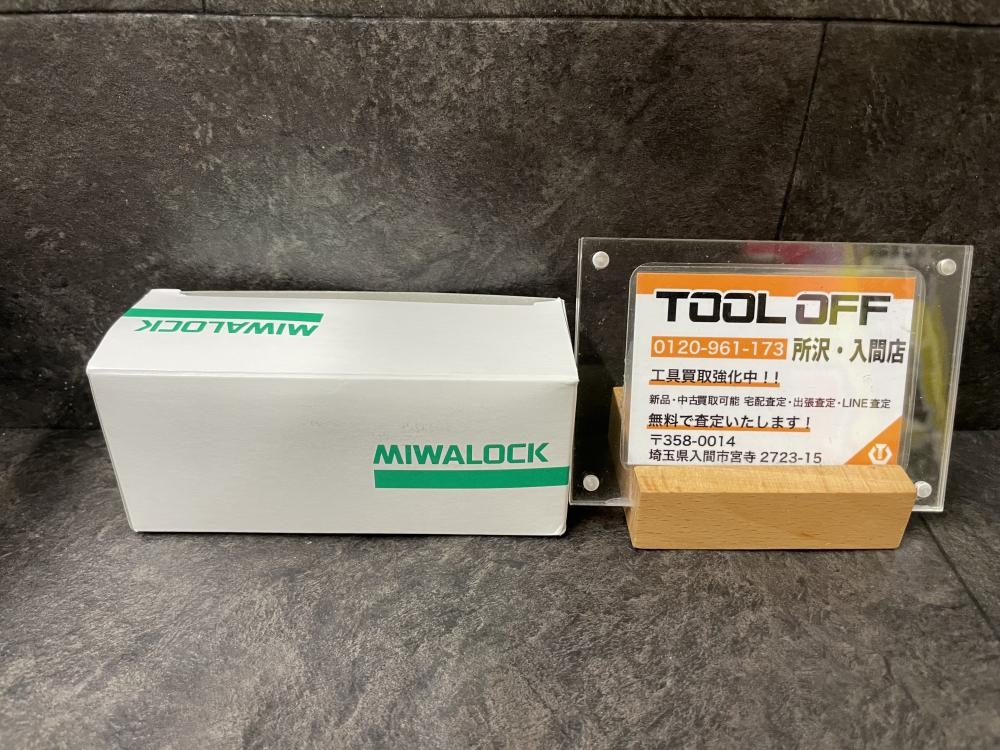 MIWALOCK
MIWALOCK
TOOL OFF
0120-961-173 所沢・入間店
工具買取強化中!!
新品・中古買取可能 宅配査定・出張査定・LINE査定
無料で査定いたします!
〒358-0014
埼玉県入間市宮寺 2723-15